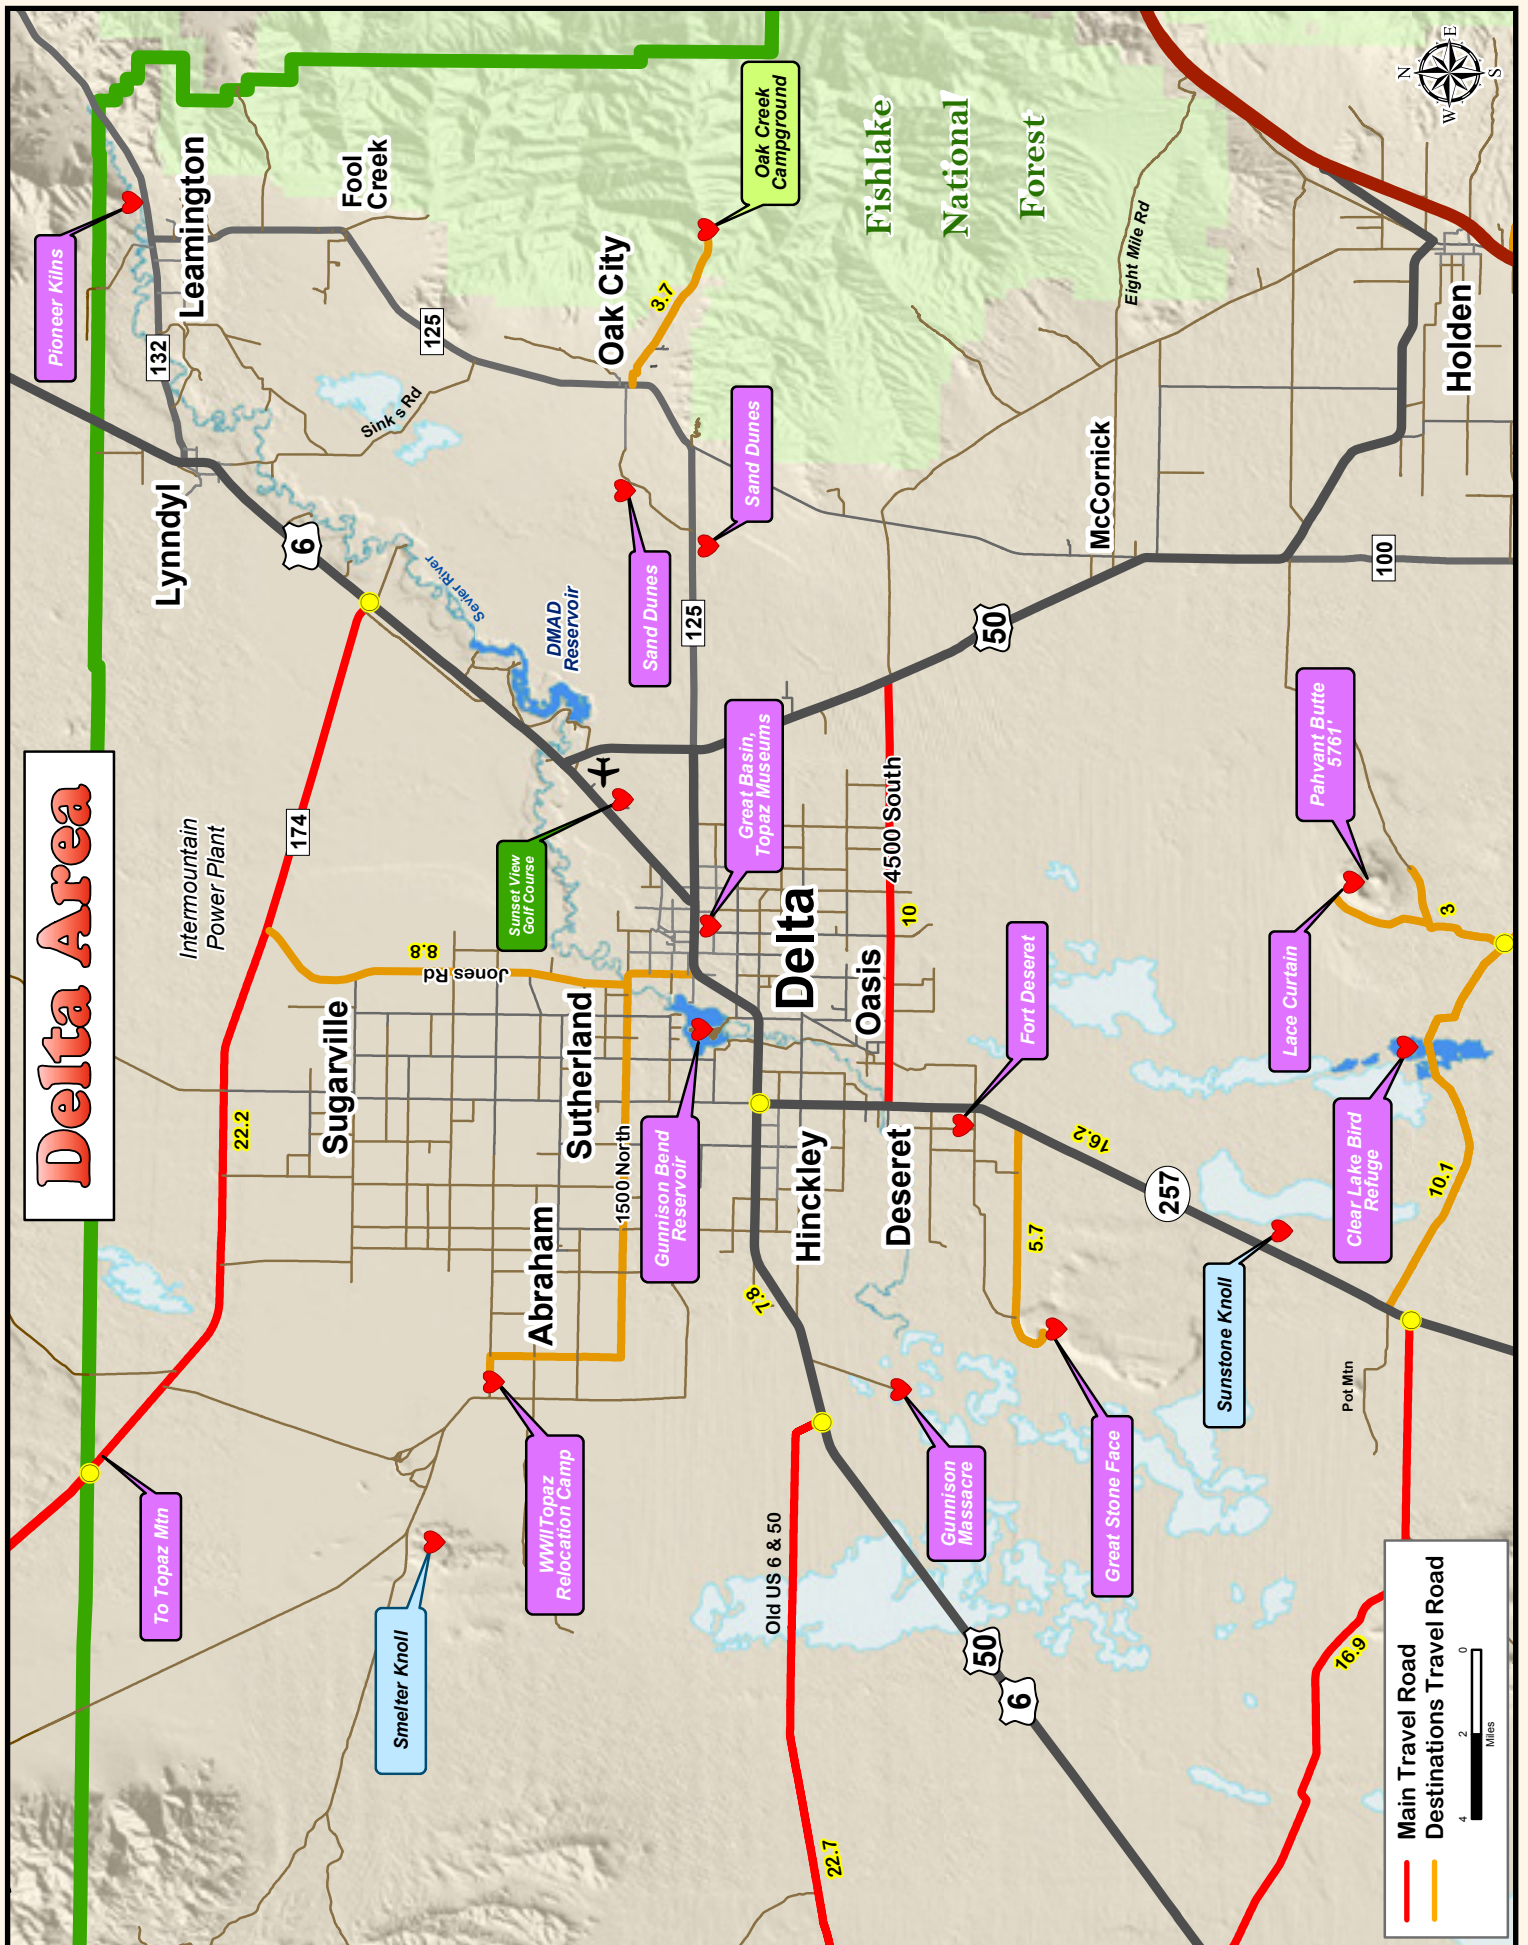 Delta Area
To Topaz Mtn
Pioneer Kilns
Leamington
132
Fool
Creek
125
Lynndyl
6
Sink s Rd
Sevier River
DMAD
Reservoir
174
Intermountain
Power Plant
22.2
8.8
Jones Rd
Sugarville
Sutherland
Abraham
1500 North
Smelter Knoll
WWII Topaz
Relocation Camp
Sunset View
Golf Course
Oak City
3.7
Oak Creek
Campground
Fishlake
National
Forest
Sand Dunes
Sand Dunes
125
Great Basin,
Topaz Museums
Gunnison Bend
Reservoir
Delta
Hinckley
7.8
Oasis
4500 South
10
Deseret
Fort Deseret
50
McCornick
Eight Mile Rd
100
Holden
N
E
S
W
Old US 6 & 50
22.7
50
6
Gunnison
Massacre
Great Stone Face
5.7
16.2
257
Sunstone Knoll
Pot Mtn
Lace Curtain
Pahvant Butte
5761'
3
Clear Lake Bird
Refuge
10.1
16.9
Main Travel Road
Destinations Travel Road
4 2 0
Miles